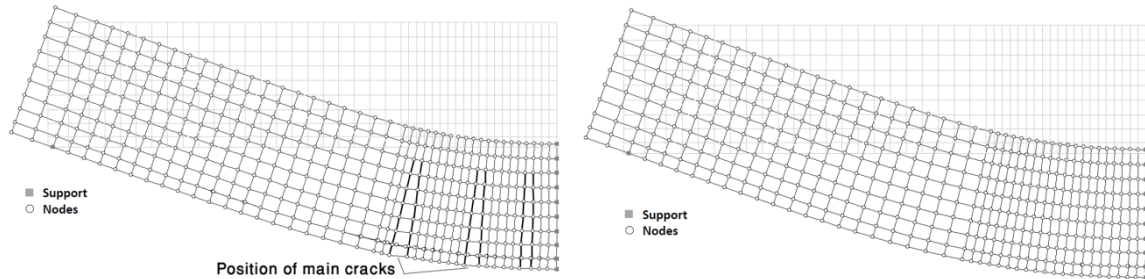 Support
Nodes
Position of main cracks
Support
Nodes